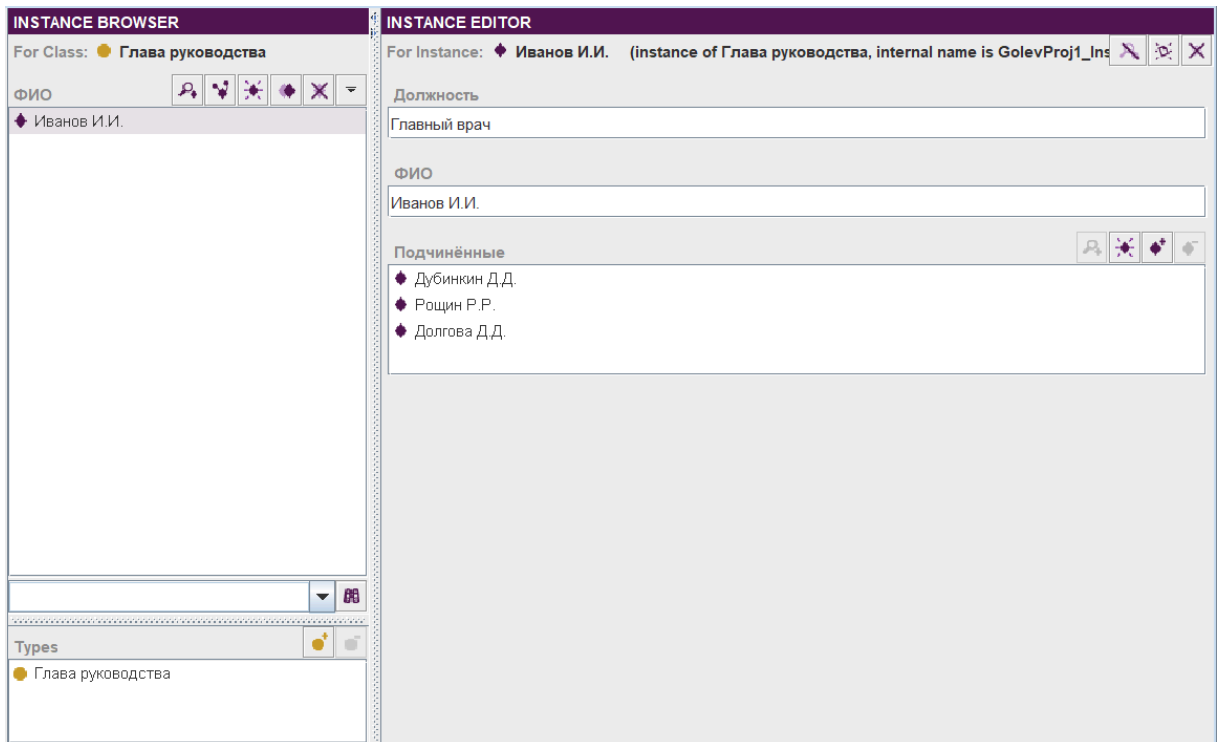 INSTANCE BROWSER
For Class: Глава руководства
ФИО
Иванов И.И.
Types
Глава руководства
INSTANCE EDITOR
For Instance: Иванов И.И. (instance of Глава руководства, internal name is GolevProj1_Ins
Должность
Главный врач
ФИО
Иванов И.И.
Подчинённые
Дубинкин Д.Д.
Рощин Р.Р.
Долгова Д.Д.